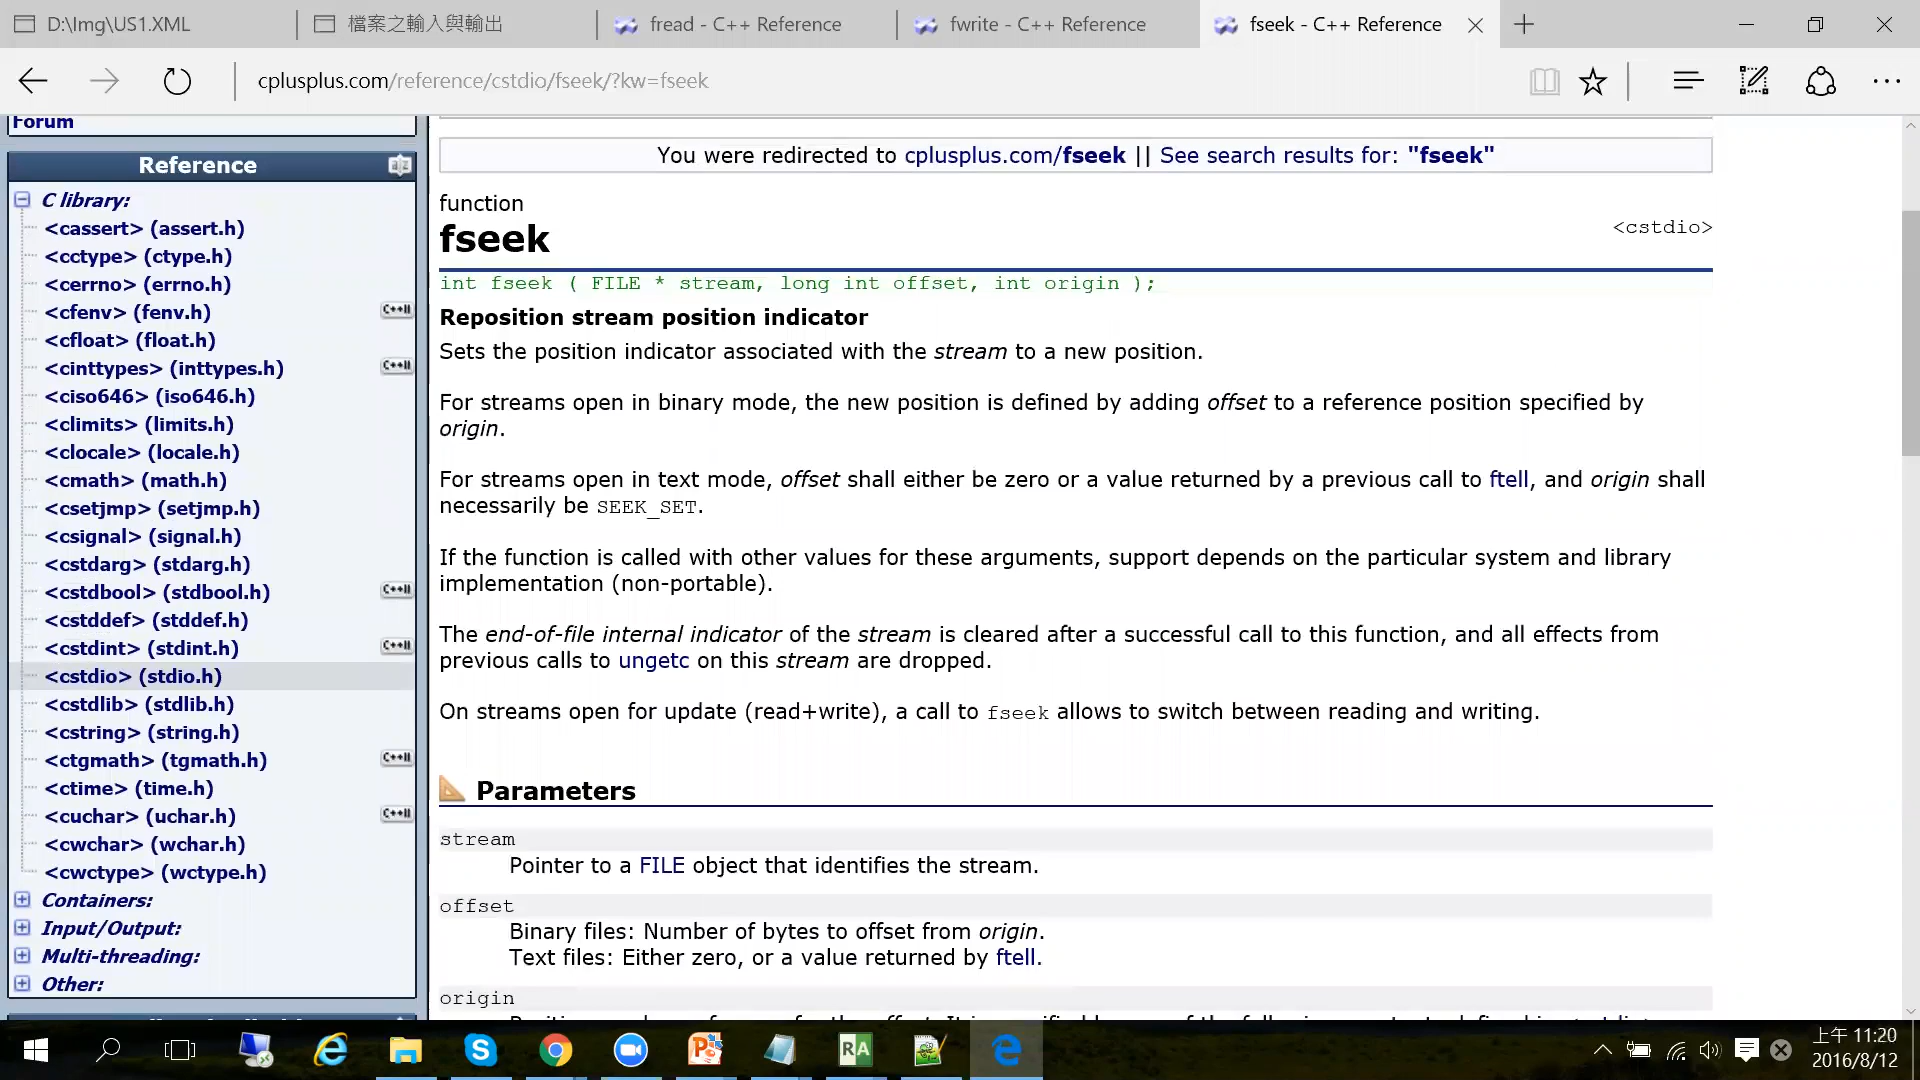 D:\Img\US1.XML
檔案之輸入與輸出
fread - C++ Reference
fwrite - C++ Reference
fseek - C++ Reference
cplusplus.com/reference/cstdio/fseek/?kw=fseek
Forum
Reference
C library:
<cassert> (assert.h)
<cctype> (ctype.h)
<cerrno> (errno.h)
<cfenv> (fenv.h)
C++11
<cfloat> (float.h)
<cinttypes> (inttypes.h)
C++11
<ciso646> (iso646.h)
<climits> (limits.h)
<clocale> (locale.h)
<cmath> (math.h)
<csetjmp> (setjmp.h)
<csignal> (signal.h)
<cstdarg> (stdarg.h)
<cstdbool> (stdbool.h)
C++11
<cstddef> (stddef.h)
<cstdint> (stdint.h)
C++11
<cstdio> (stdio.h)
<cstdlib> (stdlib.h)
<cstring> (string.h)
<ctgmath> (tgmath.h)
C++11
<ctime> (time.h)
<cuchar> (uchar.h)
C++11
<cwchar> (wchar.h)
<cwctype> (wctype.h)
Containers:
Input/Output:
Multi-threading:
Other:
You were redirected to cplusplus.com/fseek || See search results for: "fseek"
function
fseek
<cstdio>
int fseek ( FILE * stream, long int offset, int origin );
Reposition stream position indicator
Sets the position indicator associated with the stream to a new position.
For streams open in binary mode, the new position is defined by adding offset to a reference position specified by
origin.
For streams open in text mode, offset shall either be zero or a value returned by a previous call to ftell, and origin shall
necessarily be SEEK_SET.
If the function is called with other values for these arguments, support depends on the particular system and library
implementation (non-portable).
The end-of-file internal indicator of the stream is cleared after a successful call to this function, and all effects from
previous calls to ungetc on this stream are dropped.
On streams open for update (read+write), a call to fseek allows to switch between reading and writing.
Parameters
stream
Pointer to a FILE object that identifies the stream.
offset
Binary files: Number of bytes to offset from origin.
Text files: Either zero, or a value returned by ftell.
origin
RA
上午 11:20
2016/8/12